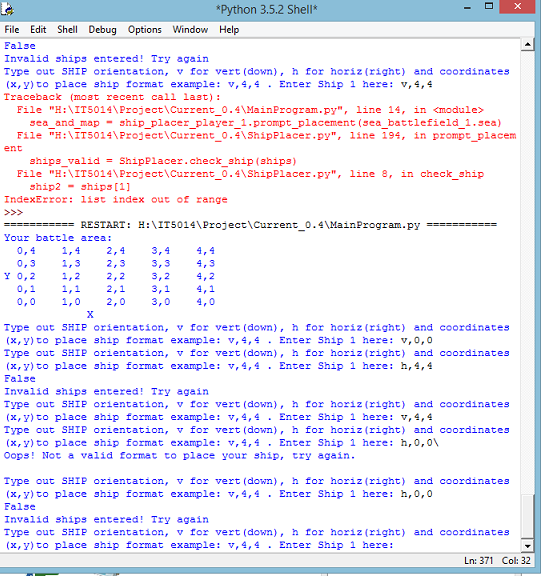 *Python 3.5.2 Shell*
File Edit Shell Debug Options Window Help
False
Invalid ships entered! Try again
Type out SHIP orientation, v for vert(down), h for horiz(right) and coordinates
(x,y)to place ship format example: v,4,4 . Enter Ship 1 here: v,4,4
Traceback (most recent call last):
  File "H:\IT5014\Project\Current_0.4\MainProgram.py", line 14, in <module>
    sea_and_map = ship_placer_player_1.prompt_placement(sea_battlefield_1.sea)
  File "H:\IT5014\Project\Current_0.4\ShipPlacer.py", line 194, in prompt_placem
ent
    ships_valid = ShipPlacer.check_ship(ships)
  File "H:\IT5014\Project\Current_0.4\ShipPlacer.py", line 8, in check_ship
    ship2 = ships[1]
IndexError: list index out of range
>>>
=========== RESTART: H:\IT5014\Project\Current_0.4\MainProgram.py ===========
Your battle area:
  0,4   1,4   2,4   3,4   4,4
  0,3   1,3   2,3   3,3   4,3
Y 0,2   1,2   2,2   3,2   4,2
  0,1   1,1   2,1   3,1   4,1
  0,0   1,0   2,0   3,0   4,0
            X
Type out SHIP orientation, v for vert(down), h for horiz(right) and coordinates
(x,y)to place ship format example: v,4,4 . Enter Ship 1 here: v,0,0
Type out SHIP orientation, v for vert(down), h for horiz(right) and coordinates
(x,y)to place ship format example: v,4,4 . Enter Ship 1 here: h,4,4
False
Invalid ships entered! Try again
Type out SHIP orientation, v for vert(down), h for horiz(right) and coordinates
(x,y)to place ship format example: v,4,4 . Enter Ship 1 here: v,4,4
Type out SHIP orientation, v for vert(down), h for horiz(right) and coordinates
(x,y)to place ship format example: v,4,4 . Enter Ship 1 here: h,0,0\
Oops! Not a valid format to place your ship, try again.
Type out SHIP orientation, v for vert(down), h for horiz(right) and coordinates
(x,y)to place ship format example: v,4,4 . Enter Ship 1 here: h,0,0
False
Invalid ships entered! Try again
Type out SHIP orientation, v for vert(down), h for horiz(right) and coordinates
(x,y)to place ship format example: v,4,4 . Enter Ship 1 here:
Ln: 371 Col: 32